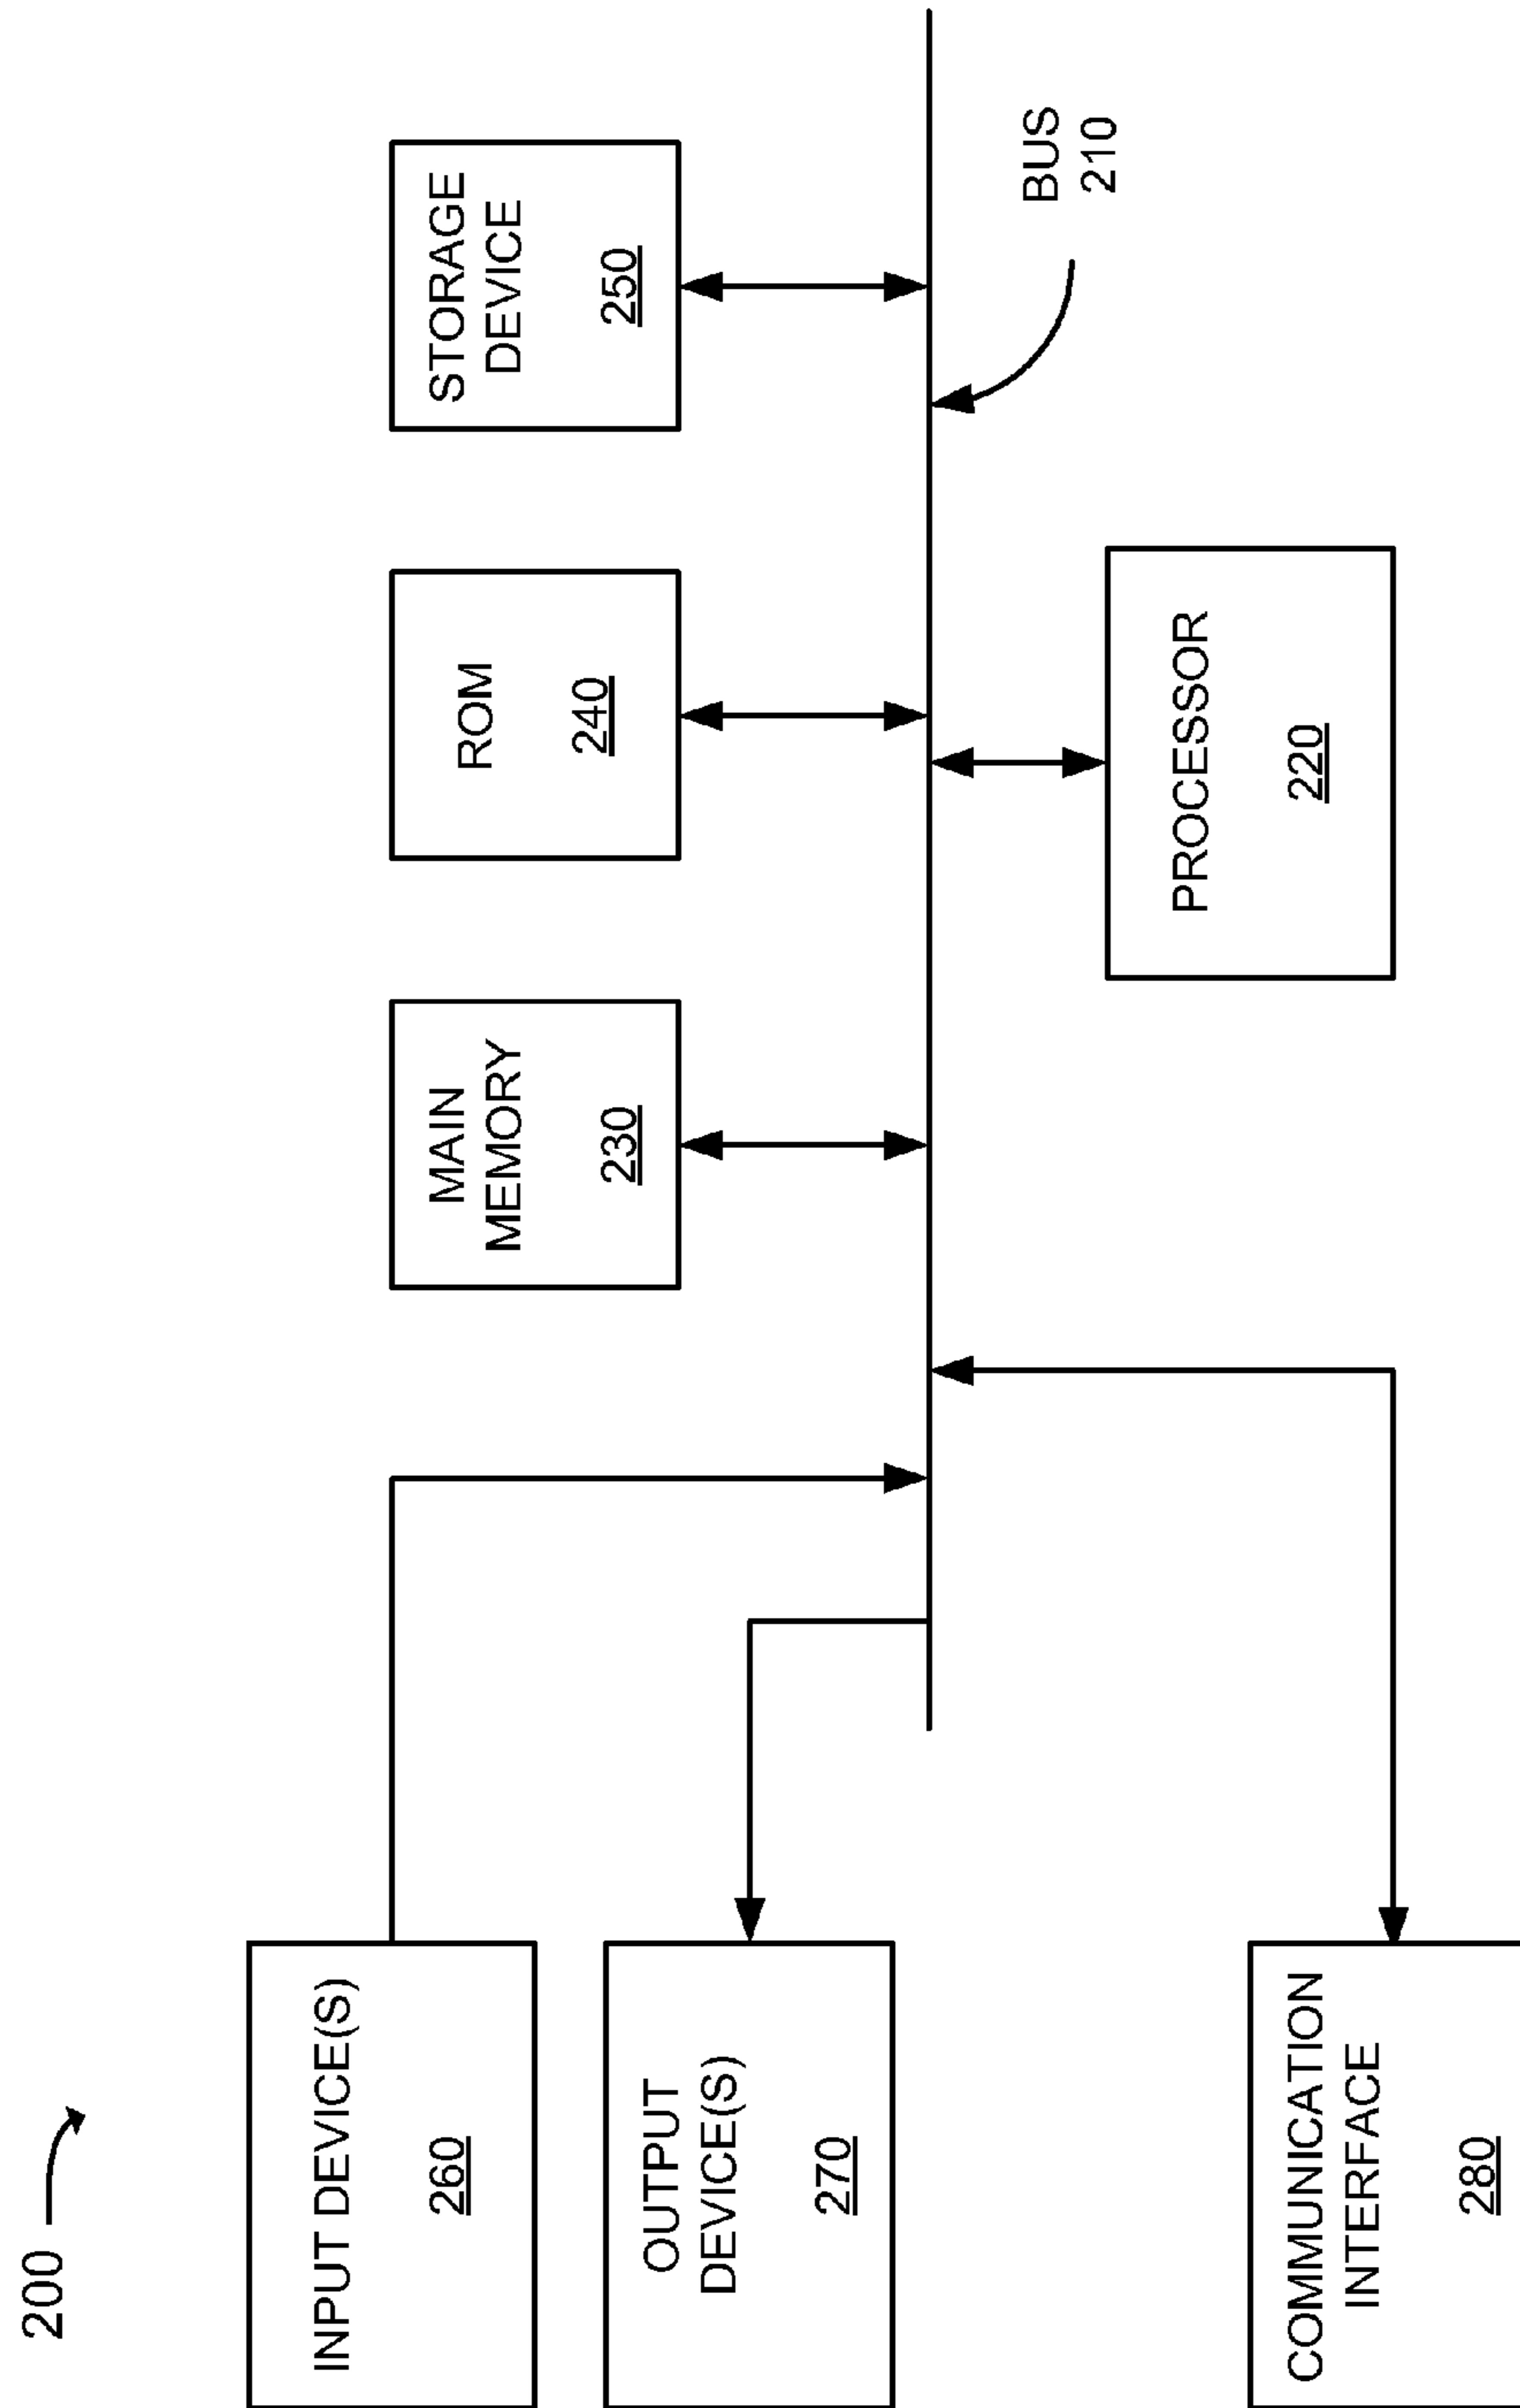 200
INPUT DEVICE(S)
260
OUTPUT
DEVICE(S)
270
COMMUNICATION
INTERFACE
280
MAIN
MEMORY
230
ROM
240
STORAGE
DEVICE
250
PROCESSOR
220
BUS
210